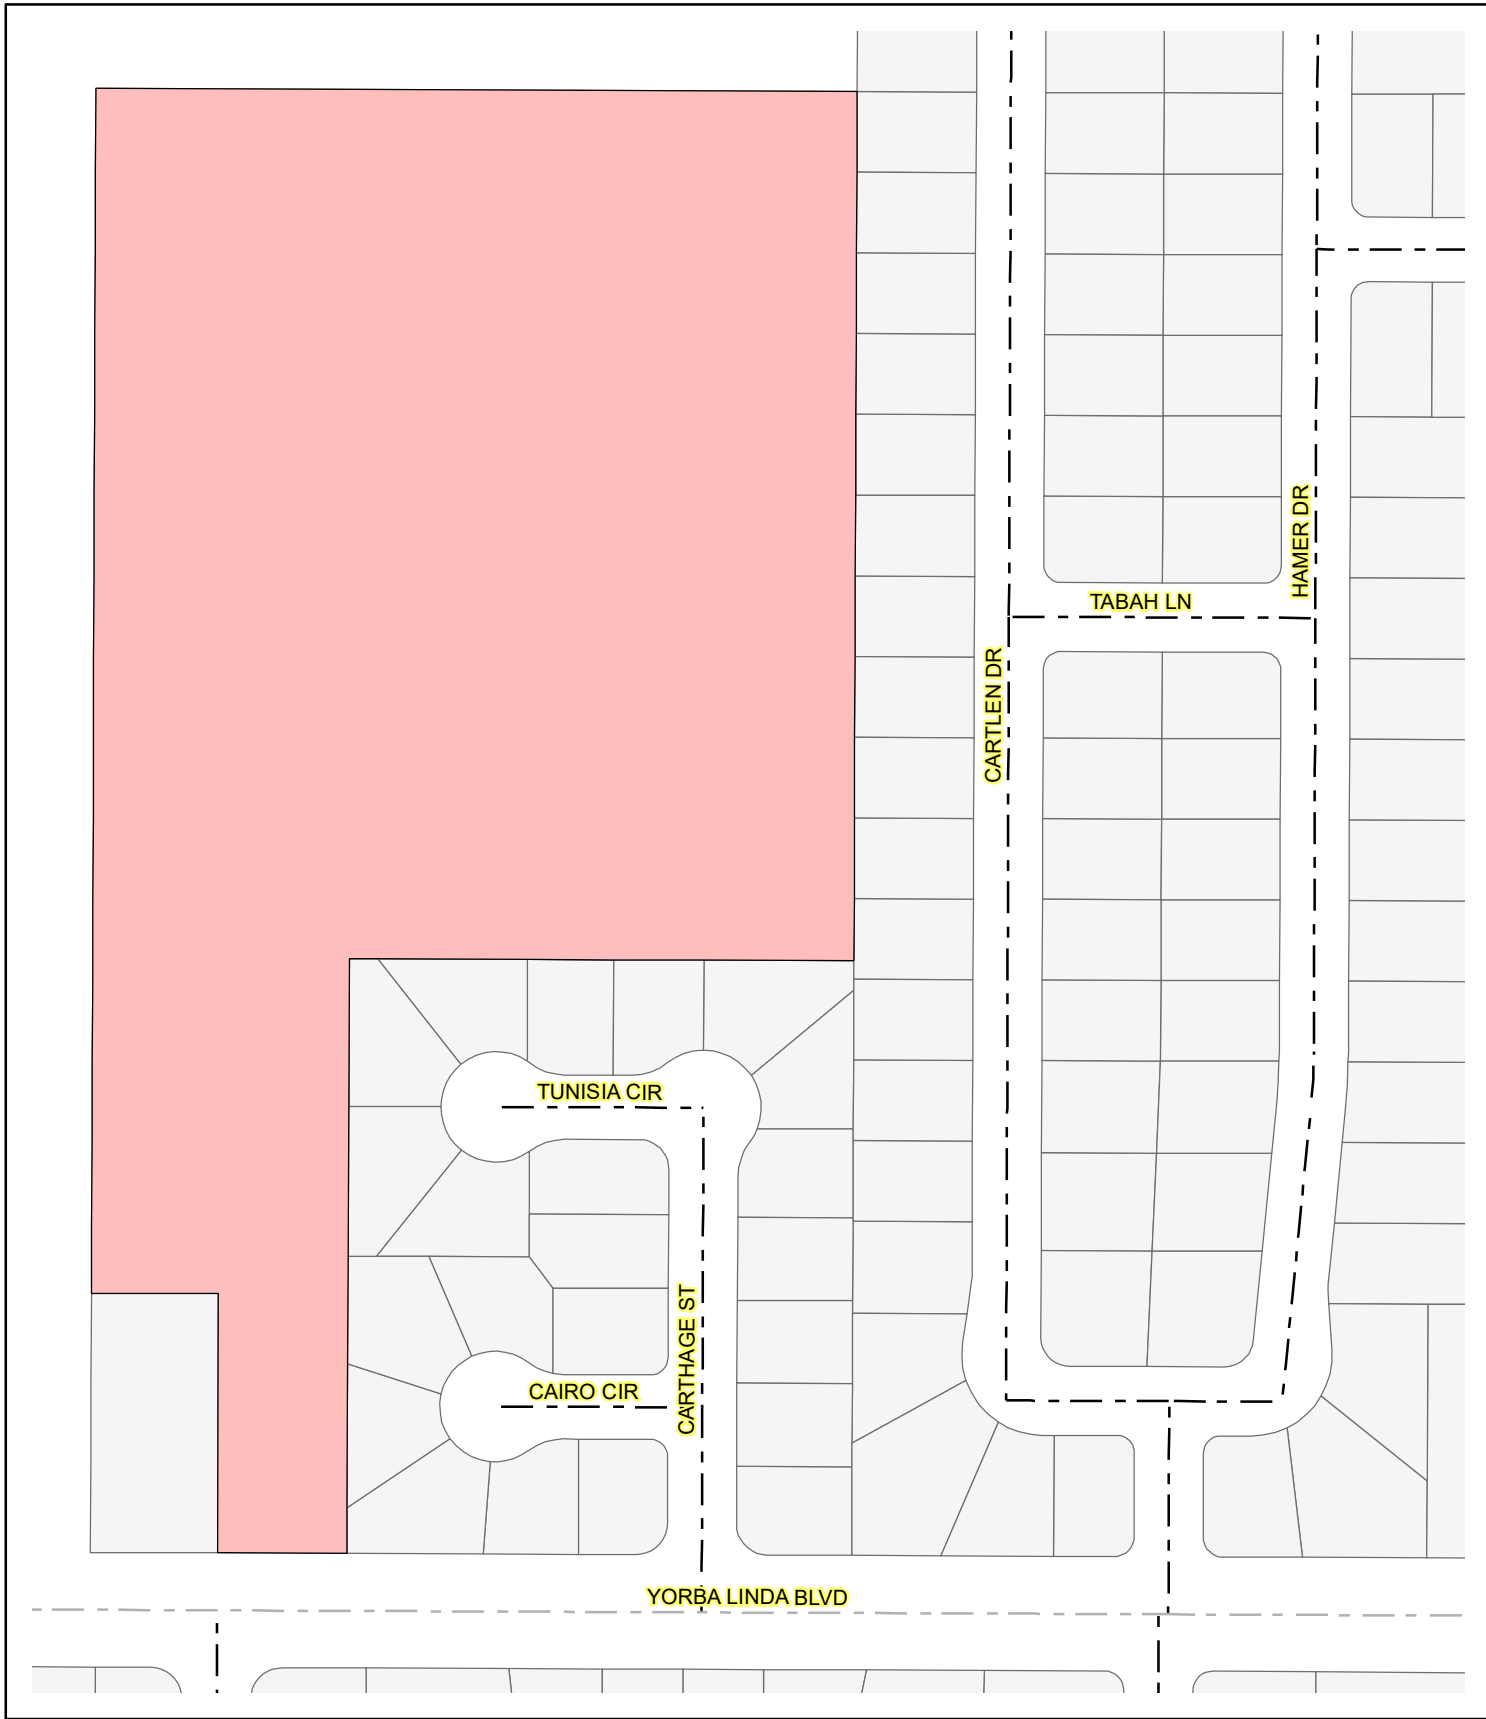 HAMER DR
TABAH LN
CARTLEN DR
TUNISIA CIR
CARTHAGE ST
CAIRO CIR
YORBA LINDA BLVD